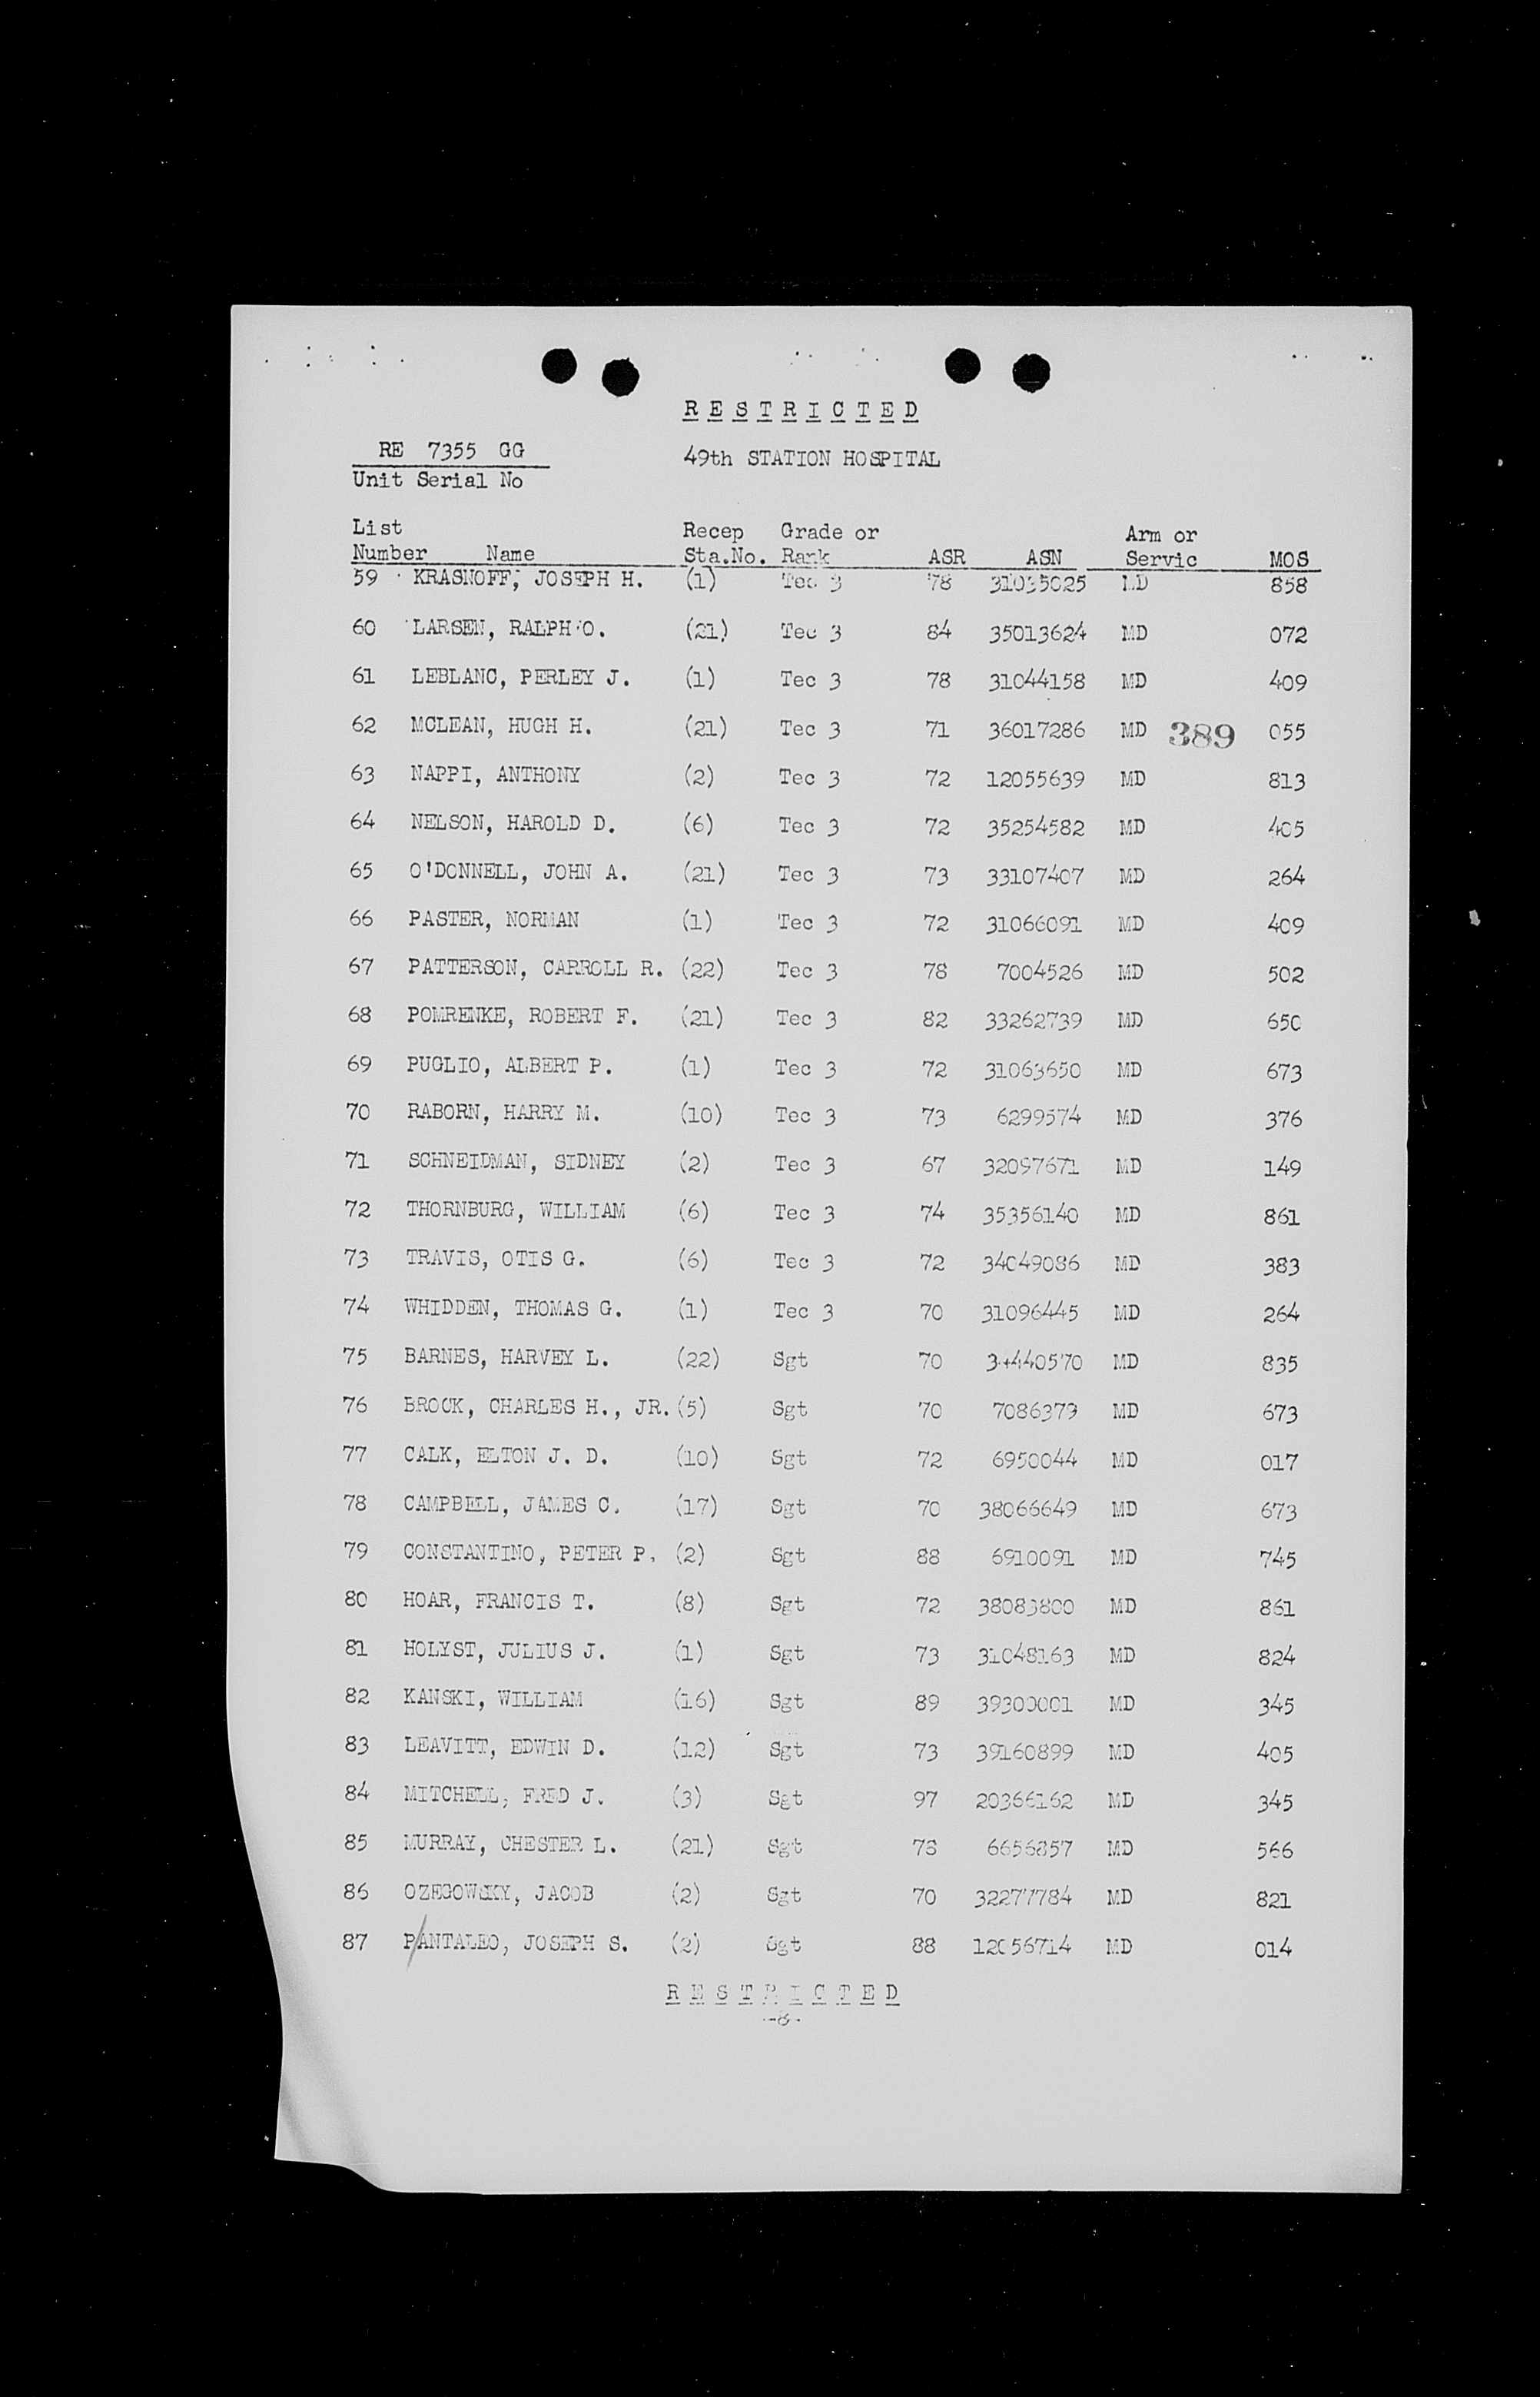 RESTRICTED
RE 7355 GG
Unit Serial No
49th STATION HOSPITAL
List Number Name Recep Sta.No. Grade or Rank ASR ASN Arm or Servic MOS
59 KRASNOFF, JOSEPH H. (1) Tec 3 78 31035025 MD 858
60 LARSEN, RALPH O. (21) Tec 3 84 35013624 MD 072
61 LEBLANC, PERLEY J. (1) Tec 3 78 31044158 MD 409
62 MCLEAN, HUGH H. (21) Tec 3 71 36017286 MD 389 055
63 NAPPI, ANTHONY (2) Tec 3 72 12055639 MD 813
64 NELSON, HAROLD D. (6) Tec 3 72 35254582 MD 405
65 O'DONNELL, JOHN A. (21) Tec 3 73 33107407 MD 264
66 PASTER, NORMAN (1) Tec 3 72 31066091 MD 409
67 PATTERSON, CARROLL R. (22) Tec 3 78 7004526 MD 502
68 POMRENKE, ROBERT F. (21) Tec 3 82 33262739 MD 650
69 PUGLIO, ALBERT P. (1) Tec 3 72 31063650 MD 673
70 RABORN, HARRY M. (10) Tec 3 73 6299574 MD 376
71 SCHNEIDMAN, SIDNEY (2) Tec 3 67 32097671 MD 149
72 THORNBURG, WILLIAM (6) Tec 3 74 35356140 MD 861
73 TRAVIS, OTIS G. (6) Tec 3 72 34049086 MD 383
74 WHIDDEN, THOMAS G. (1) Tec 3 70 31096445 MD 264
75 BARNES, HARVEY L. (22) Sgt 70 34440570 MD 835
76 BROCK, CHARLES H., JR. (5) Sgt 70 7086379 MD 673
77 CALK, ELTON J. D. (10) Sgt 72 6950044 MD 017
78 CAMPBELL, JAMES C. (17) Sgt 70 38066649 MD 673
79 CONSTANTINO, PETER P. (2) Sgt 88 6910091 MD 745
80 HOAR, FRANCIS T. (8) Sgt 72 38083800 MD 861
81 HOLYST, JULIUS J. (1) Sgt 73 31048163 MD 824
82 KANSKI, WILLIAM (16) Sgt 89 39300001 MD 345
83 LEAVITT, EDWIN D. (12) Sgt 73 39160899 MD 405
84 MITCHELL, FRED J. (3) Sgt 97 20366162 MD 345
85 MURRAY, CHESTER L. (21) Sgt 78 6656857 MD 566
86 JACOB (2) Sgt 70 32277784 MD 821
87 PANTALEO, JOSEPH S. (2) Sgt 88 12056714 MD 014
RESTRICTED
-8-